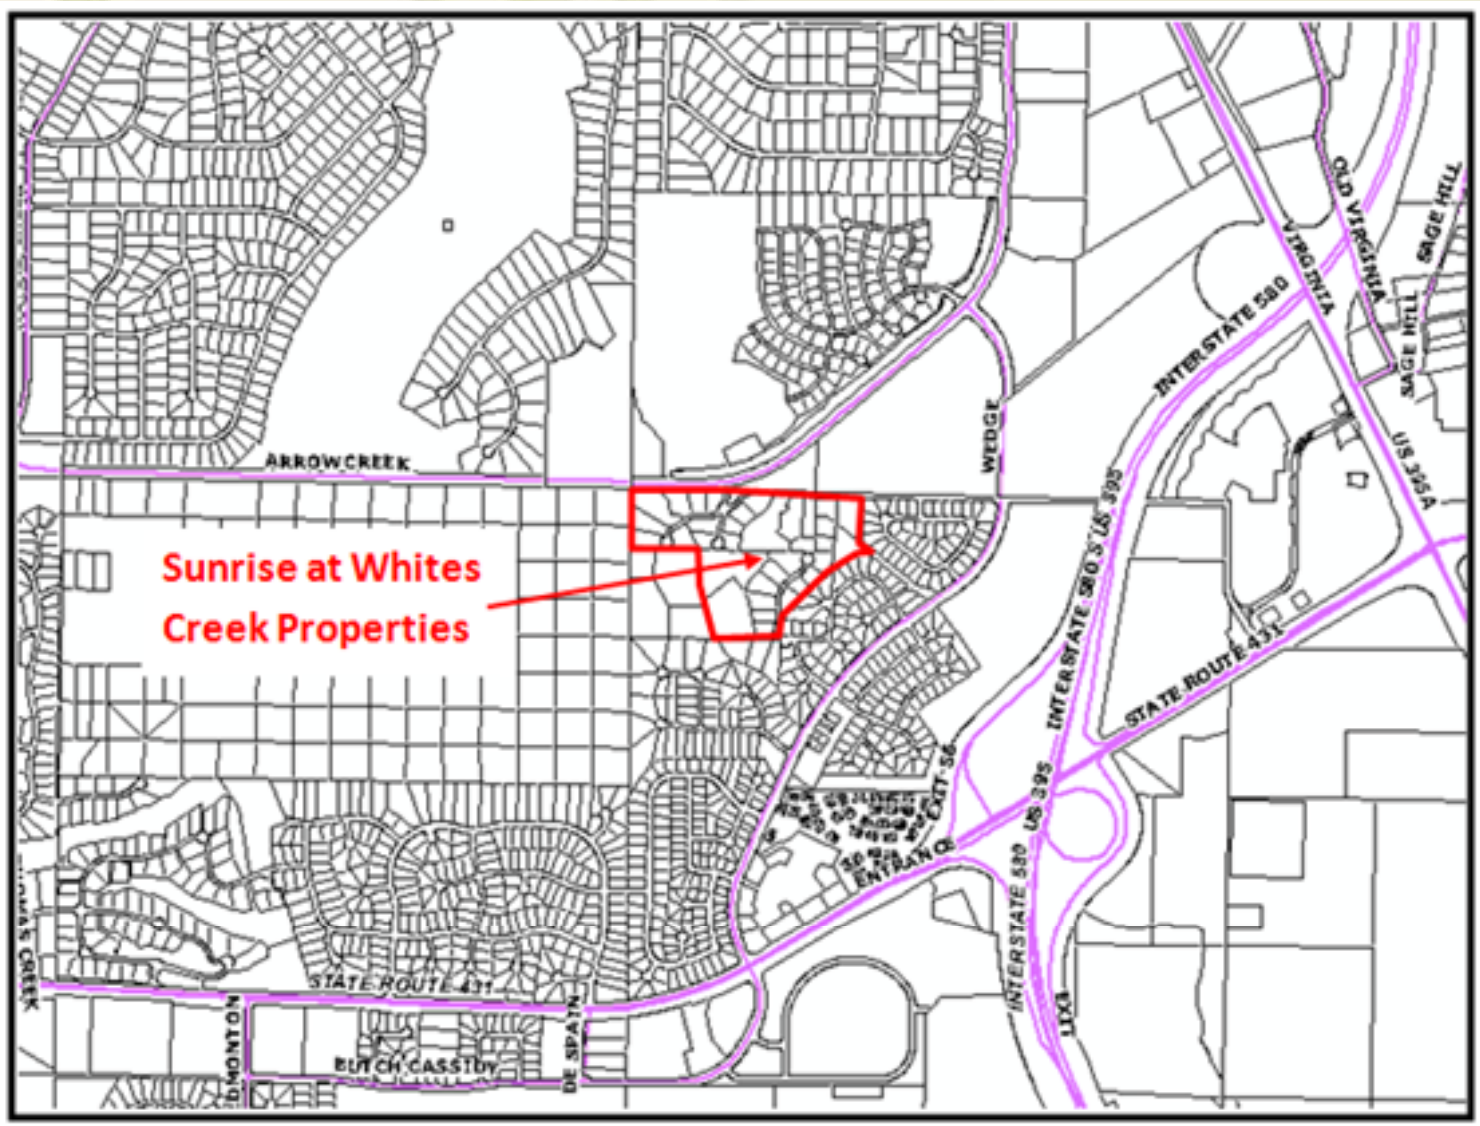 OLD VIRGINIA
SAGE HILL
VIRGINIA
INTERSTATE 580
SAGE HILL
WEDGE
US 395A
ARROWCREEK
US 395
Sunrise at Whites
Creek Properties
INTERSTATE 580
STATE ROUTE 431
EXIT 56
US 395
ENTRANCE
INTERSTATE 580
CREEK
STATE ROUTE 431
EXIT
DE SPAIN
BUTCH CASSIDY